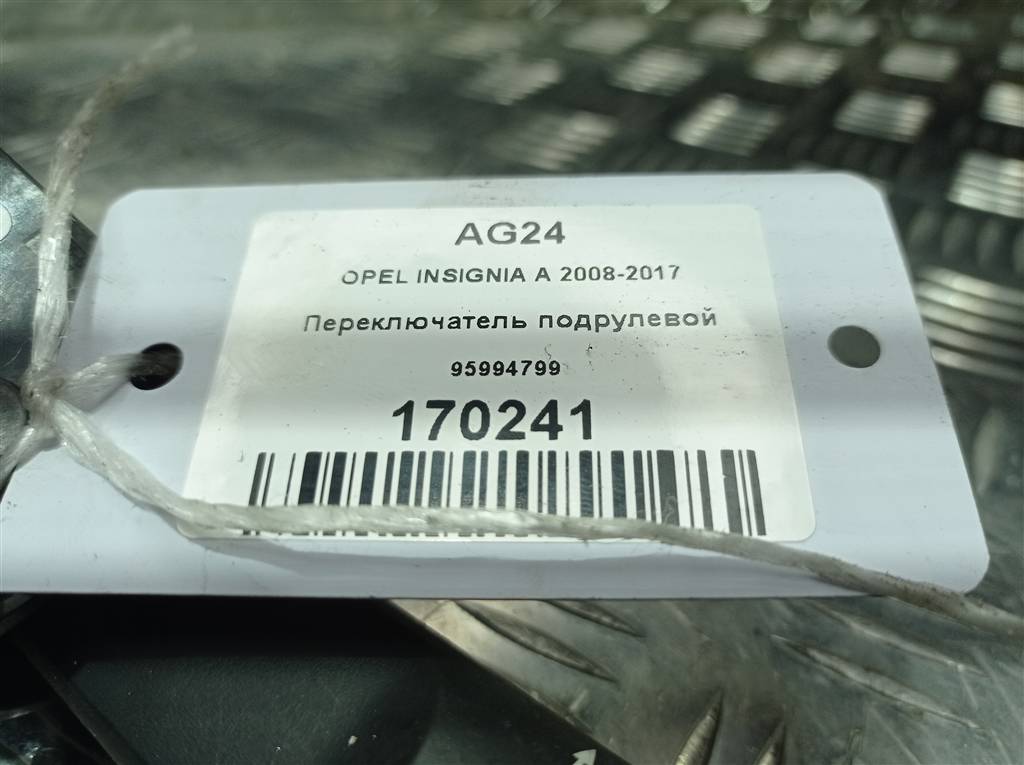 AG24
OPEL INSIGNIA A 2008-2017
Переключатель подрулевой
95994799
170241